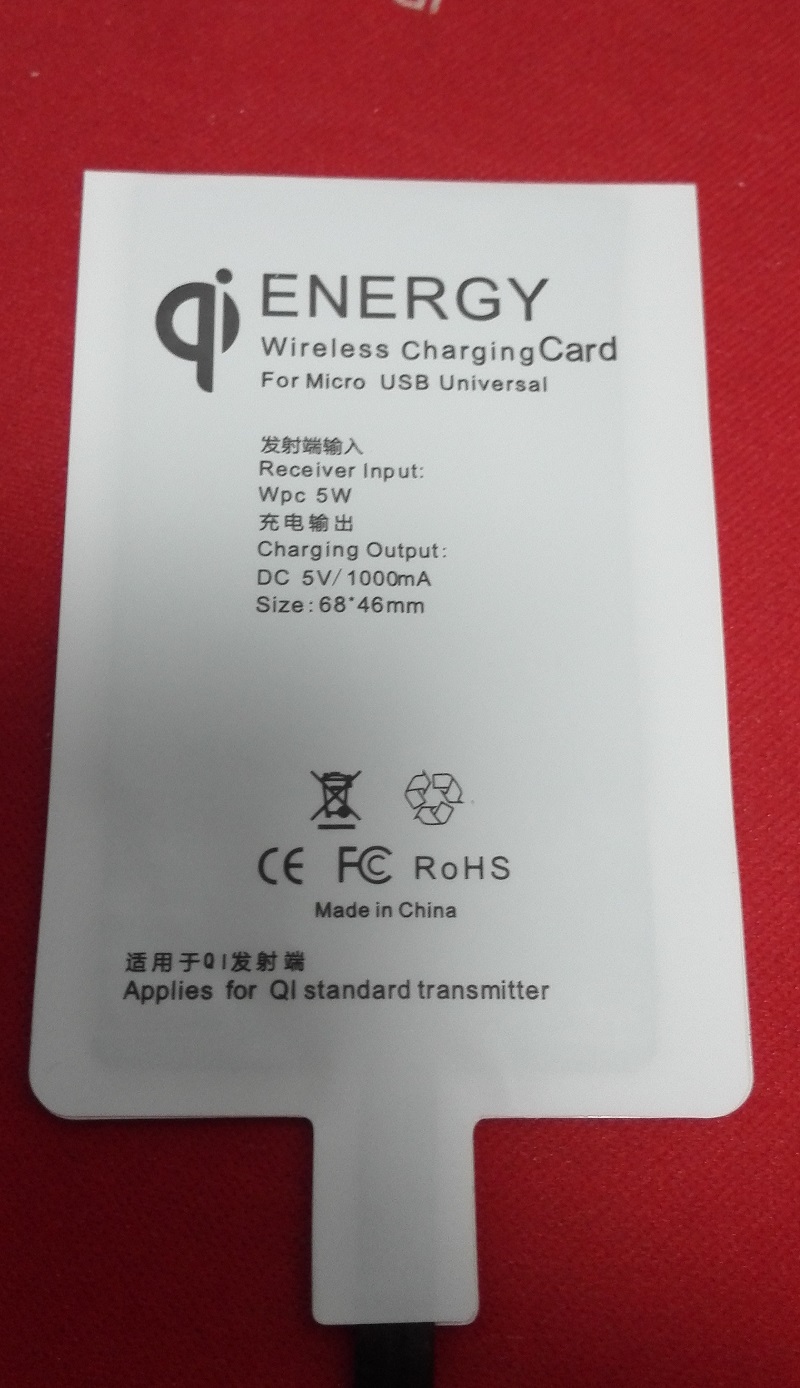 qi ENERGY
Wireless Charging Card
For Micro USB Universal
发射端输入
Receiver Input:
Wpc 5W
充电输出
Charging Output:
DC 5V/1000mA
Size:68*46mm
CE FC RoHS
Made in China
适用于QI发射端
Applies for QI standard transmitter